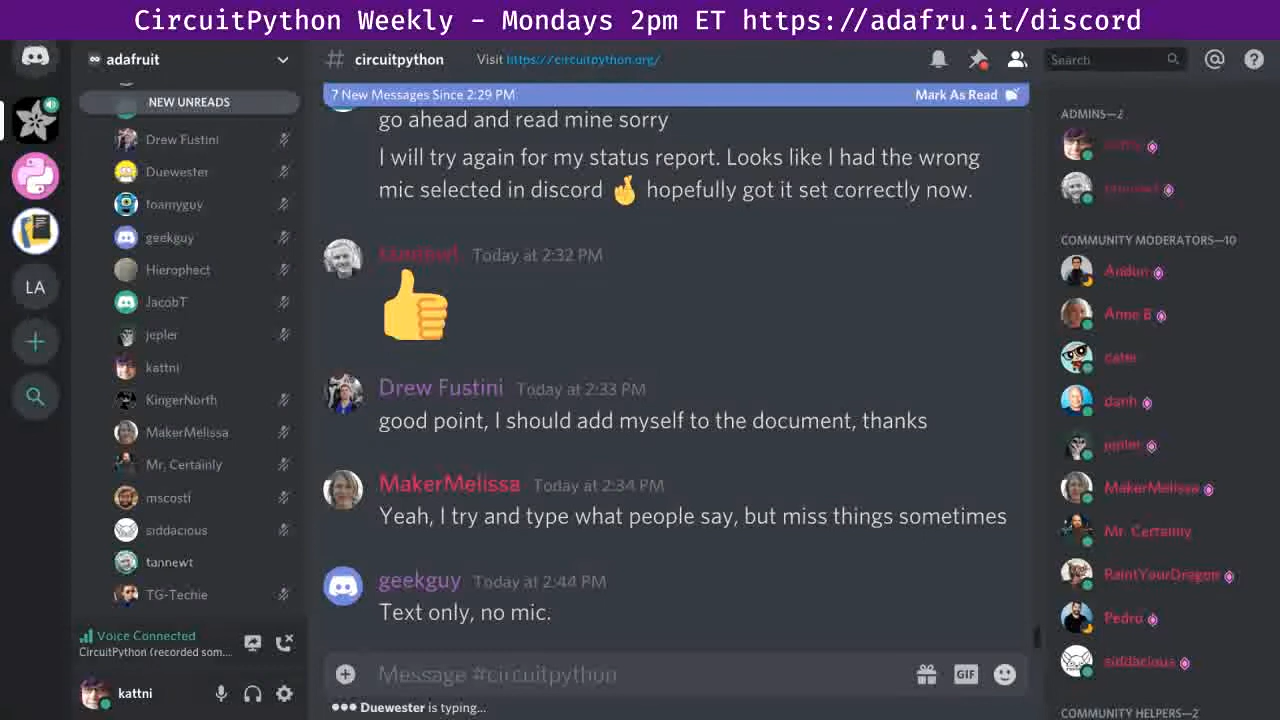 CircuitPython Weekly - Mondays 2pm ET https://adafru.it/discord
adafruit
NEW UNREADS
Drew Fustini
Duewester
foamyguy
geekguy
Hierophect
JacobT
jepler
kattni
KingerNorth
MakerMelissa
Mr. Certainly
mscosti
siddacious
tannewt
TG-Techie
Voice Connected
CircuitPython (recorded som...
kattni
LA
# circuitpython
Visit https://circuitpython.org/
Search
7 New Messages Since 2:29 PM
Mark As Read
go ahead and read mine sorry
I will try again for my status report. Looks like I had the wrong
mic selected in discord 🤞 hopefully got it set correctly now.
Today at 2:32 PM
👍
Drew Fustini Today at 2:33 PM
good point, I should add myself to the document, thanks
MakerMelissa Today at 2:34 PM
Yeah, I try and type what people say, but miss things sometimes
geekguy Today at 2:44 PM
Text only, no mic.
Message #circuitpython
GIF
Duewester is typing...
ADMINS—2
COMMUNITY MODERATORS—10
Anne B
danh
jepler
MakerMelissa
Mr. Certainly
PaintYourDragon
Pedro
siddacious
COMMUNITY HELPERS—2